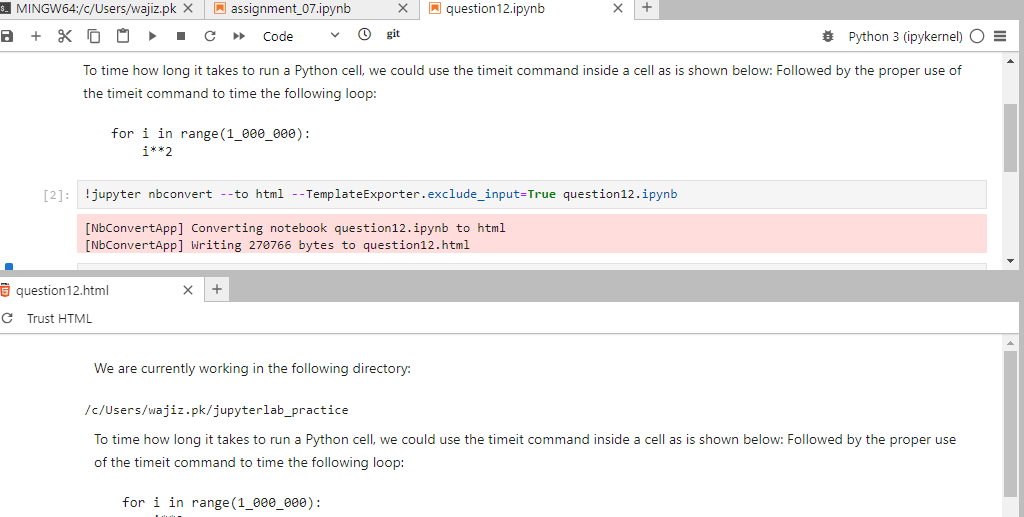 MINGW64:/c/Users/wajiz.pk
assignment_07.ipynb
question12.ipynb
Code
git
Python 3 (ipykernel)
To time how long it takes to run a Python cell, we could use the timeit command inside a cell as is shown below: Followed by the proper use of
the timeit command to time the following loop:
for i in range(1_000_000):
i**2
[2]:
!jupyter nbconvert --to html --TemplateExporter.exclude_input=True question12.ipynb
[NbConvertApp] Converting notebook question12.ipynb to html
[NbConvertApp] Writing 270766 bytes to question12.html
question12.html
Trust HTML
We are currently working in the following directory:
/c/Users/wajiz.pk/jupyterlab_practice
To time how long it takes to run a Python cell, we could use the timeit command inside a cell as is shown below: Followed by the proper use
of the timeit command to time the following loop:
for i in range(1_000_000):